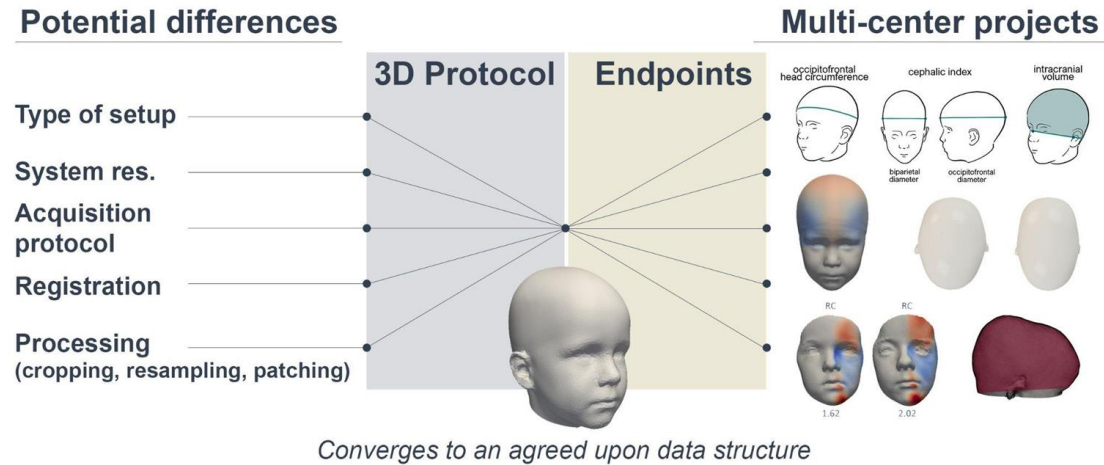 Potential differences
Multi-center projects
3D Protocol
Endpoints
Type of setup
System res.
Acquisition
protocol
Registration
Processing
(cropping, resampling, patching)
occipitofrontal
head circumference
cephalic index
intracranial
volume
biparietal
diameter
occipitofrontal
diameter
RC
RC
1.62
2.02
Converges to an agreed upon data structure